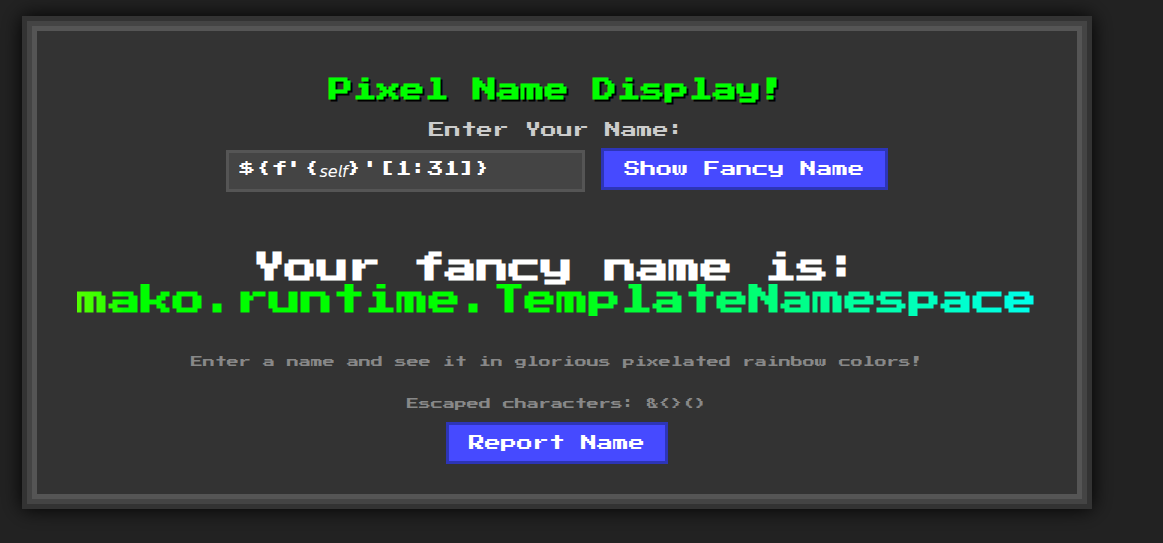 Pixel Name Display!
Enter Your Name:
${f'{𝘴𝘦𝘭𝘧}'[1:31]}
Show Fancy Name
Your fancy name is:
mako.runtime.TemplateNamespace
Enter a name and see it in glorious pixelated rainbow colors!
Escaped characters: &<>()
Report Name